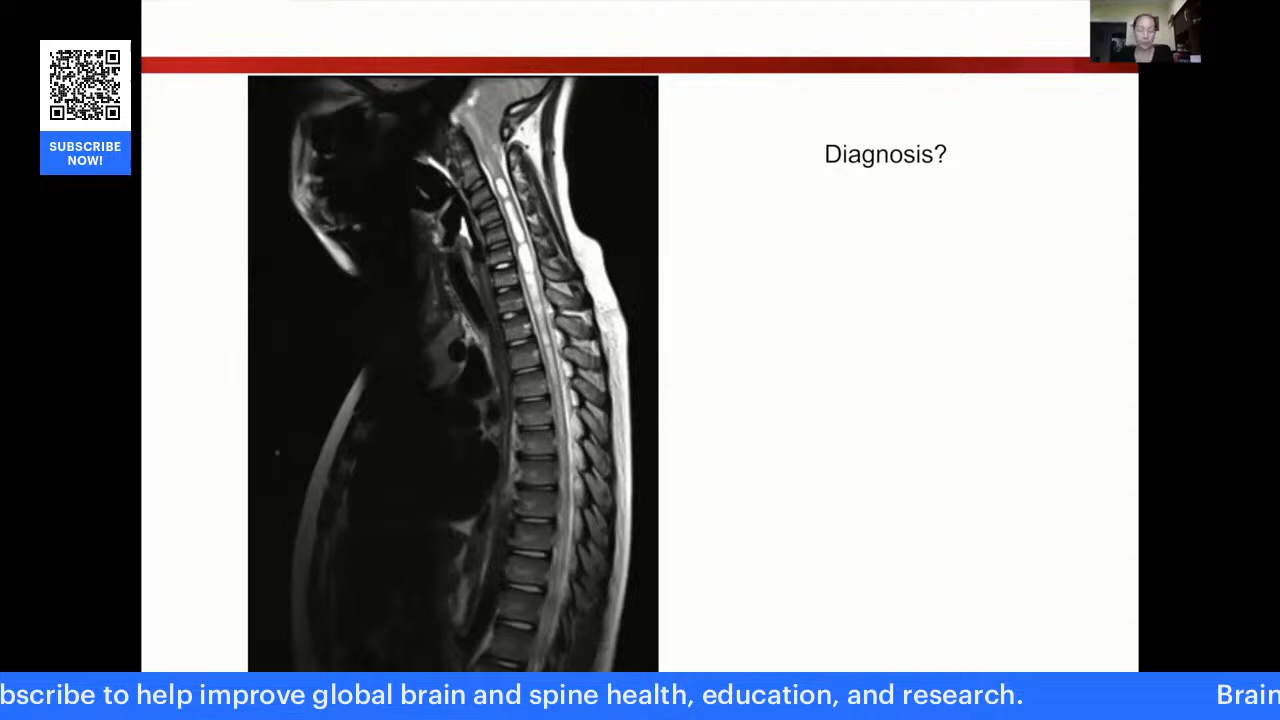 SUBSCRIBE
NOW!
Diagnosis?
bscribe to help improve global brain and spine health, education, and research.
Brain